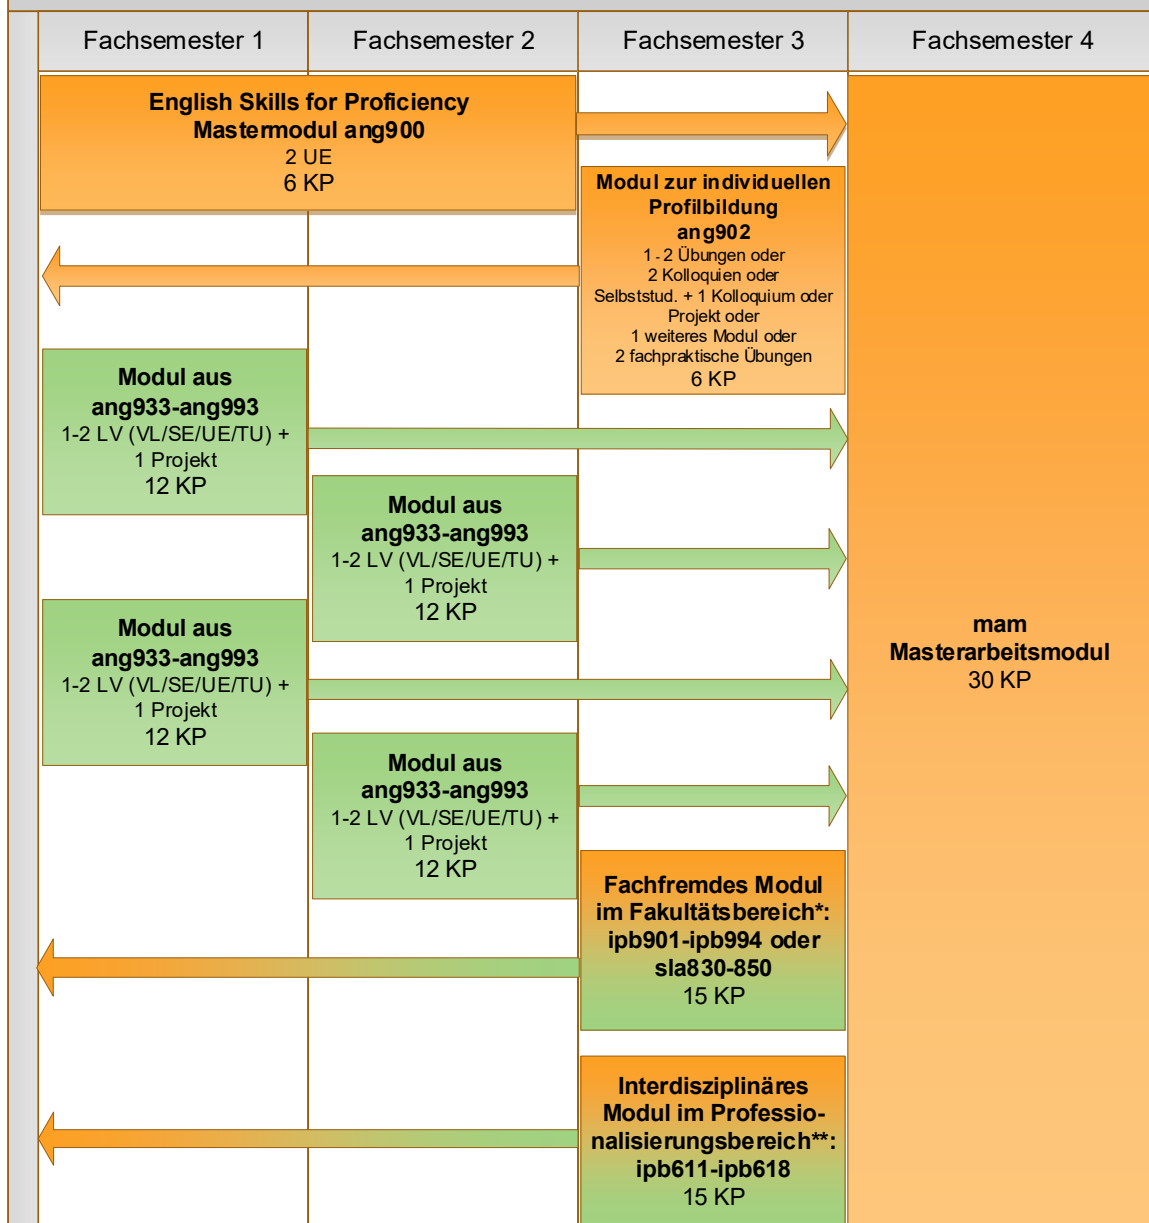 Fachsemester 1
Fachsemester 2
Fachsemester 3
Fachsemester 4
English Skills for Proficiency
Mastermodul ang900
2 UE
6 KP
Modul zur individuellen
Profilbildung
ang902
1 - 2 Übungen oder
2 Kolloquien oder
Selbststud. + 1 Kolloquium oder
Projekt oder
1 weiteres Modul oder
2 fachpraktische Übungen
6 KP
Modul aus
ang933-ang993
1-2 LV (VL/SE/UE/TU) +
1 Projekt
12 KP
Modul aus
ang933-ang993
1-2 LV (VL/SE/UE/TU) +
1 Projekt
12 KP
Modul aus
ang933-ang993
1-2 LV (VL/SE/UE/TU) +
1 Projekt
12 KP
mam
Masterarbeitsmodul
30 KP
Modul aus
ang933-ang993
1-2 LV (VL/SE/UE/TU) +
1 Projekt
12 KP
Fachfremdes Modul
im Fakultätsbereich*:
ipb901-ipb994 oder
sla830-850
15 KP
Interdisziplinäres
Modul im Professio-
nalisierungsbereich**:
ipb611-ipb618
15 KP